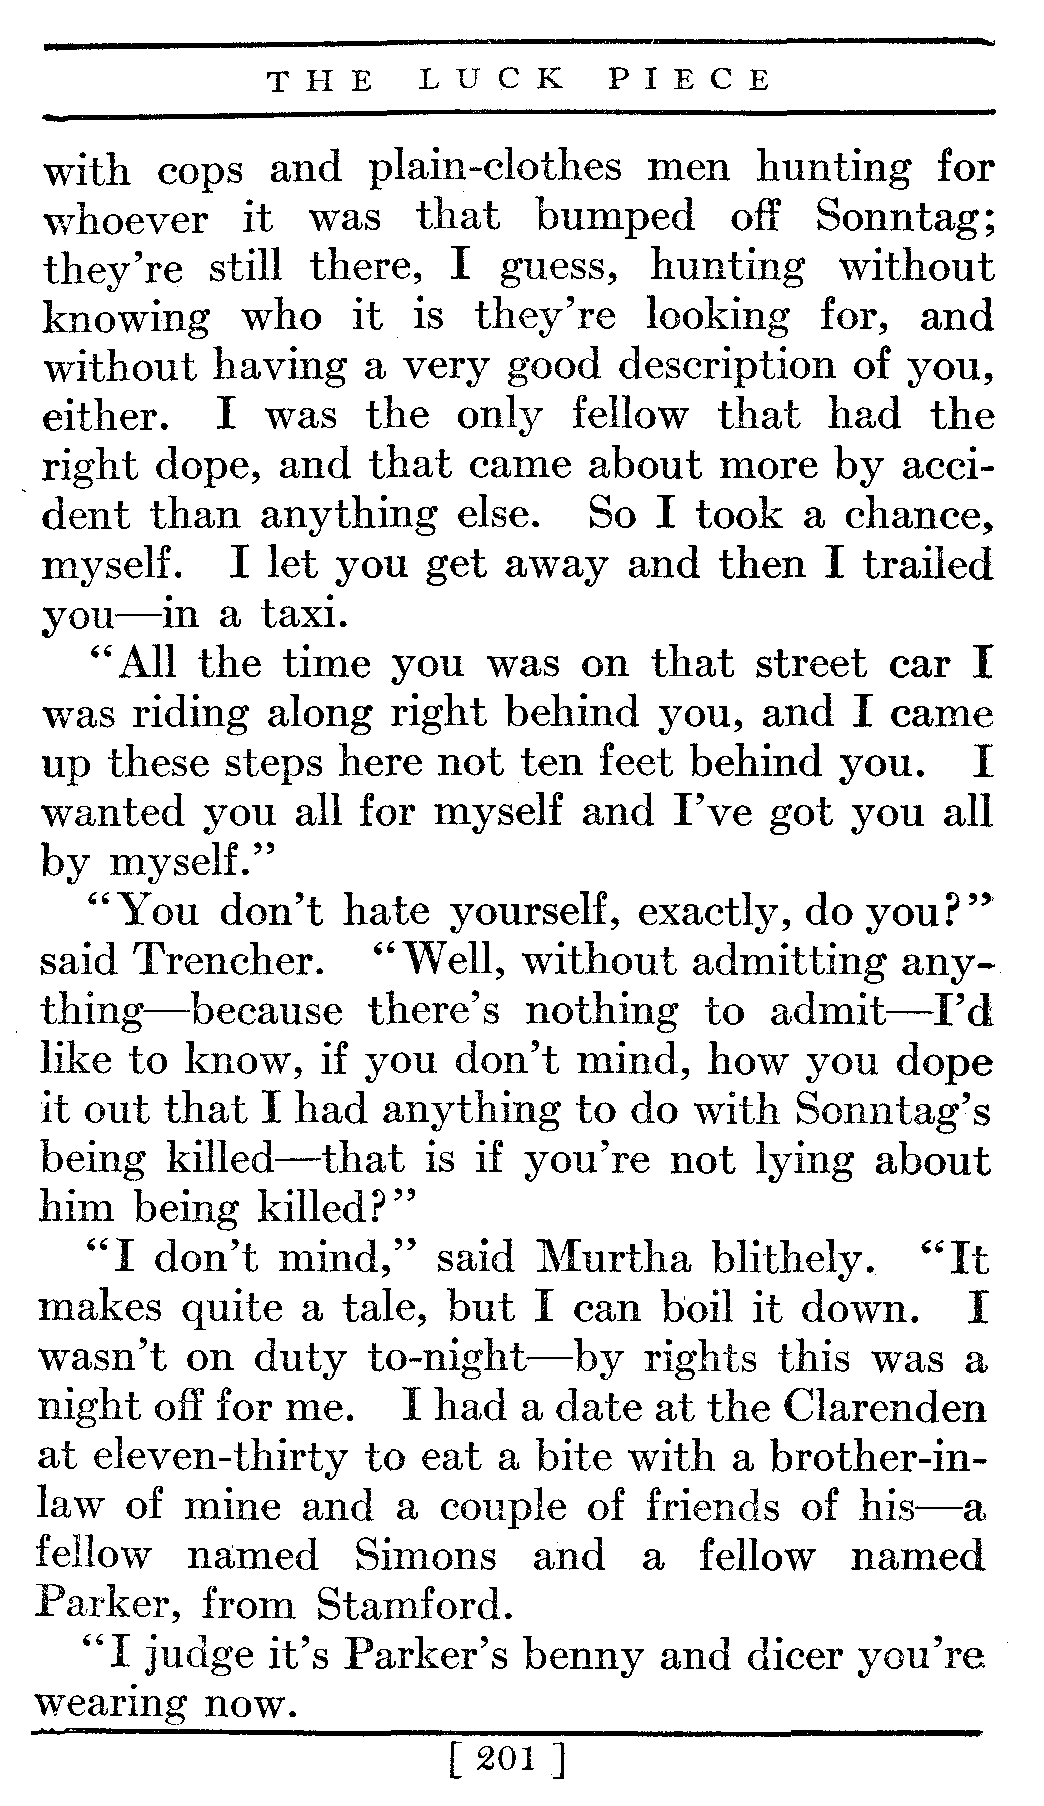 THE LUCK PIECE
with cops and plain-clothes men hunting for
whoever it was that bumped off Sonntag;
they're still there, I guess, hunting without
knowing who it is they're looking for, and
without having a very good description of you,
either. I was the only fellow that had the
right dope, and that came about more by acci-
dent than anything else. So I took a chance,
myself. I let you get away and then I trailed
you—in a taxi.
"All the time you was on that street car I
was riding along right behind you, and I came
up these steps here not ten feet behind you. I
wanted you all for myself and I've got you all
by myself."
"You don't hate yourself, exactly, do you?"
said Trencher. "Well, without admitting any-
thing—because there's nothing to admit—I'd
like to know, if you don't mind, how you dope
it out that I had anything to do with Sonntag's
being killed—that is if you're not lying about
him being killed?"
"I don't mind," said Murtha blithely. "It
makes quite a tale, but I can boil it down. I
wasn't on duty to-night—by rights this was a
night off for me. I had a date at the Clarenden
at eleven-thirty to eat a bite with a brother-in-
law of mine and a couple of friends of his—a
fellow named Simons and a fellow named
Parker, from Stamford.
"I judge it's Parker's benny and dicer you're
wearing now.
[ 201 ]